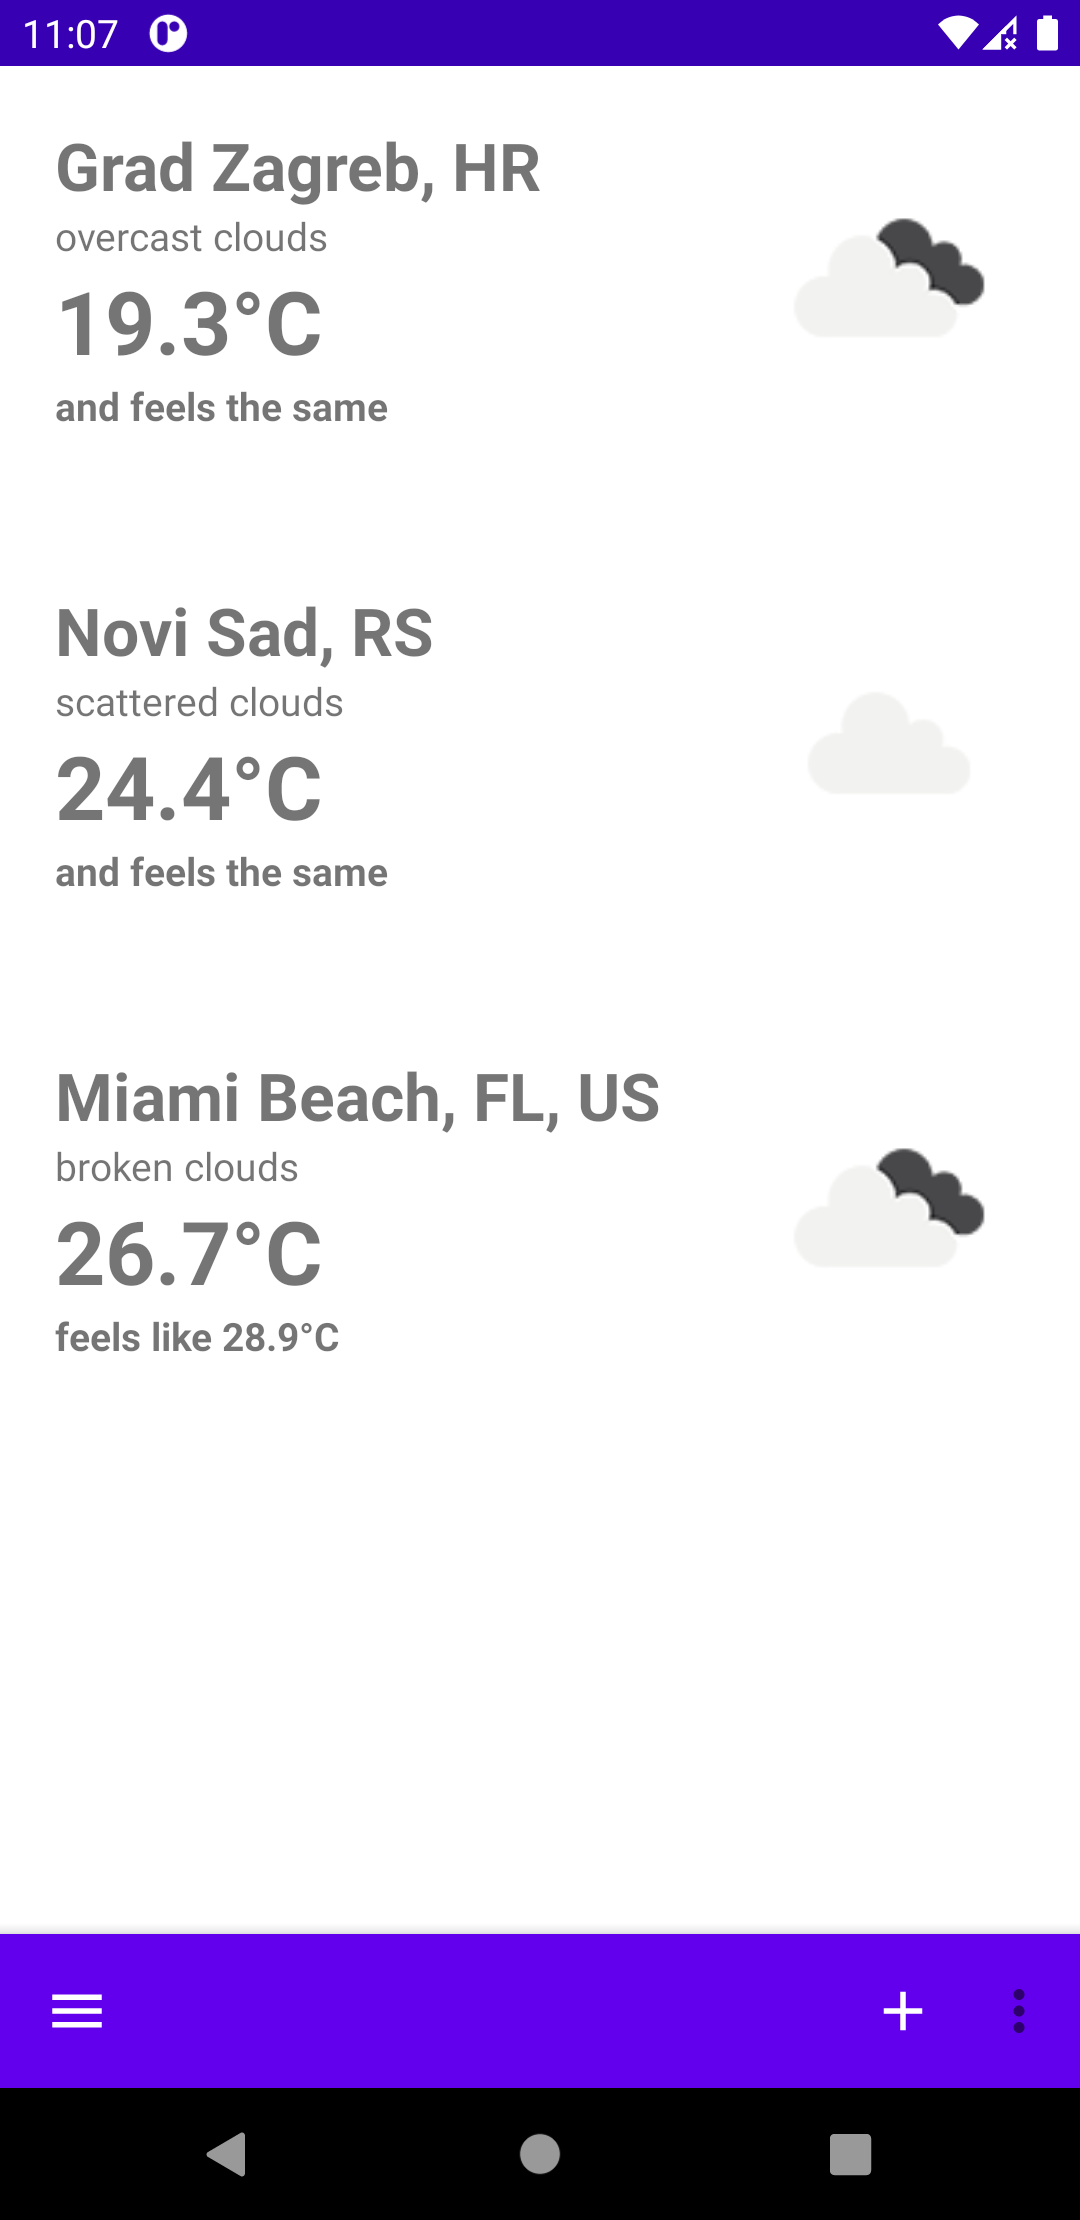 11:07
Grad Zagreb, HR
overcast clouds
19.3°C
and feels the same
Novi Sad, RS
scattered clouds
24.4°C
and feels the same
Miami Beach, FL, US
broken clouds
26.7°C
feels like 28.9°C